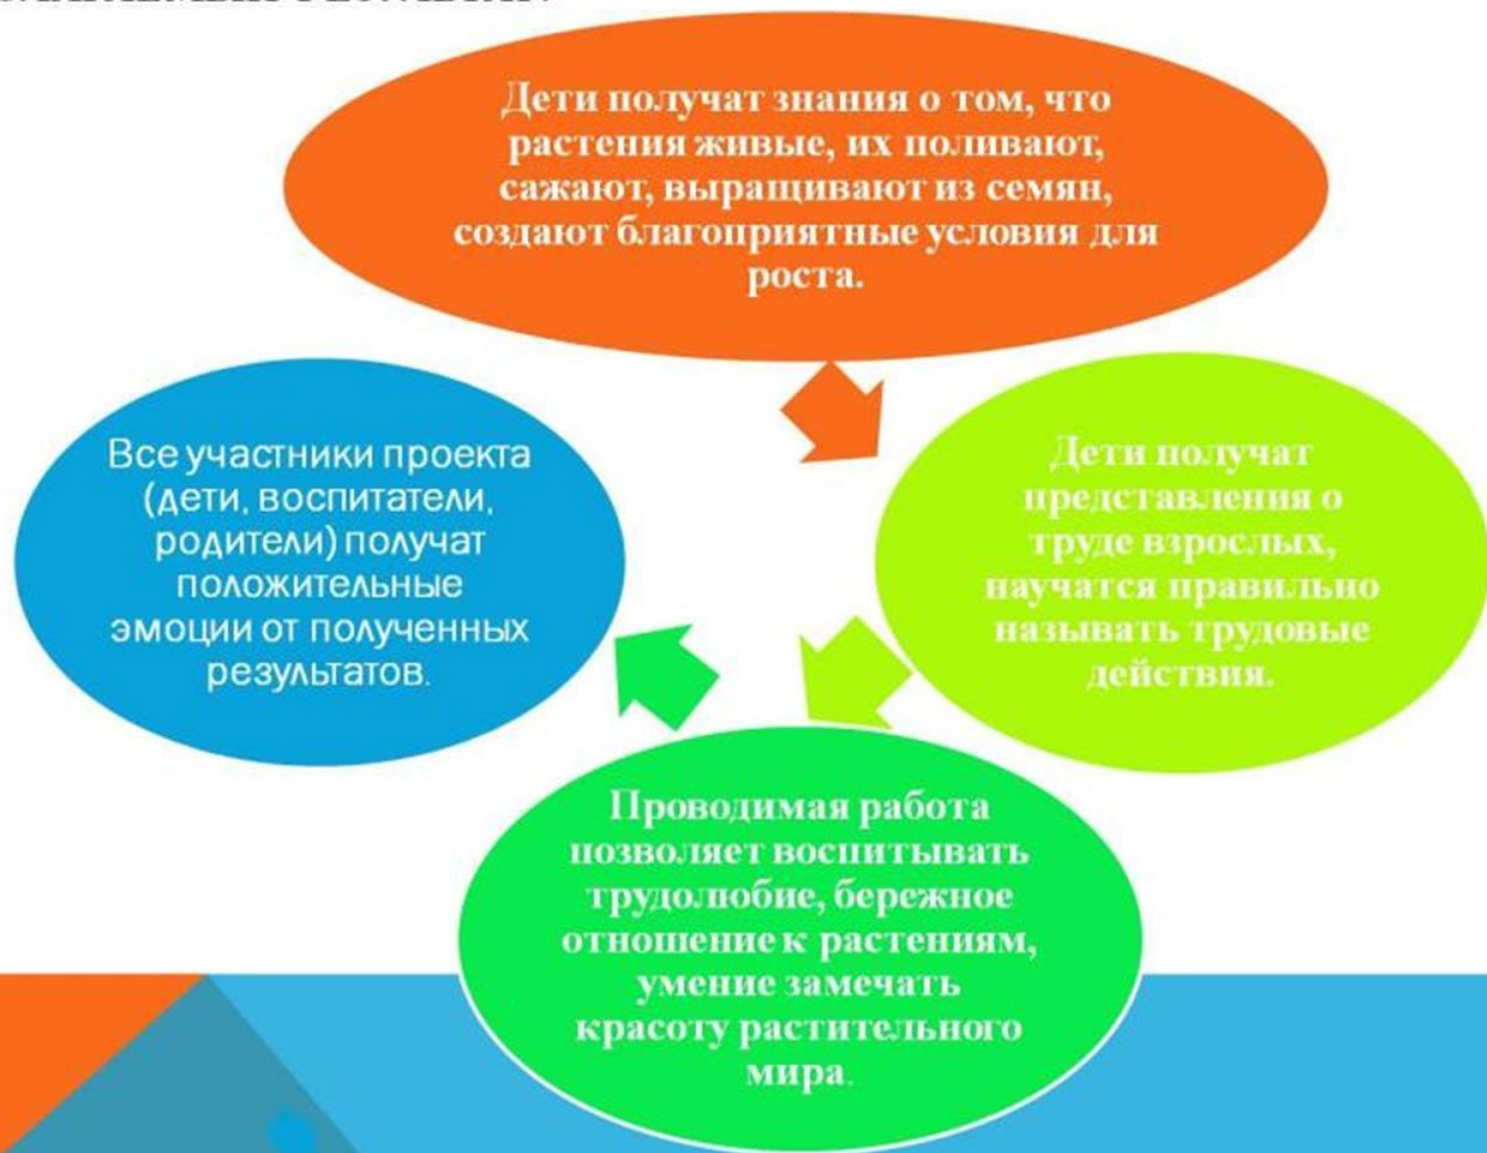 Дети получат знания о том, что
растения живые, их поливают,
сажают, выращивают из семян,
создают благоприятные условия для
роста.
Дети получат
представления о
труде взрослых,
научатся правильно
называть трудовые
действия.
Проводимая работа
позволяет воспитывать
трудолюбие, бережное
отношение к растениям,
умение замечать
красоту растительного
мира.
Все участники проекта
(дети, воспитатели,
родители) получат
положительные
эмоции от полученных
результатов.